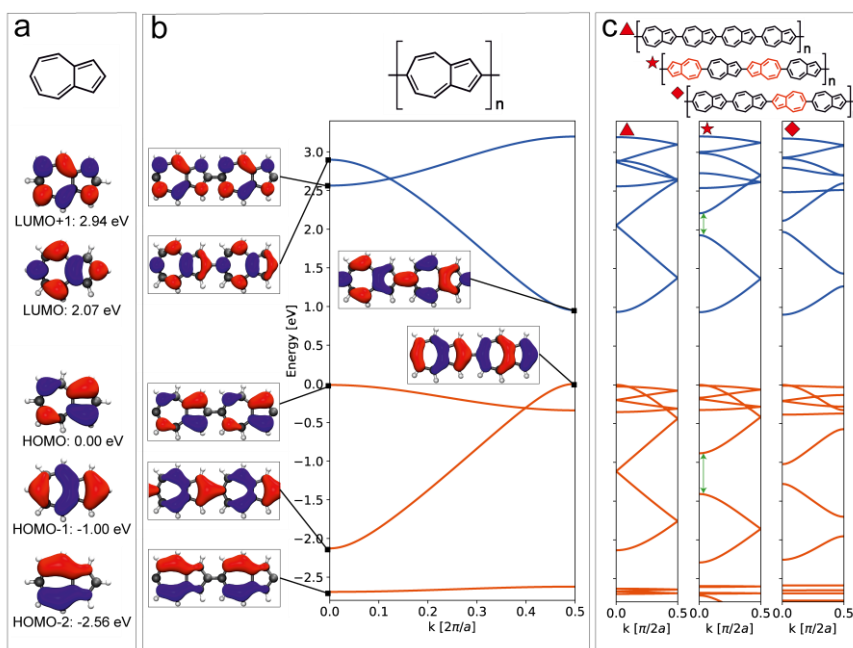 a
LUMO+1: 2.94 eV
LUMO: 2.07 eV
HOMO: 0.00 eV
HOMO-1: -1.00 eV
HOMO-2: -2.56 eV
b
n
3.0
2.5
2.0
1.5
1.0
0.5
0.0
−0.5
−1.0
−1.5
−2.0
−2.5
Energy [eV]
0.0 0.1 0.2 0.3 0.4 0.5
k [2π/a]
c
n
n
n
0 0.5 0 0.5 0 0.5
k [π/2a] k [π/2a] k [π/2a]